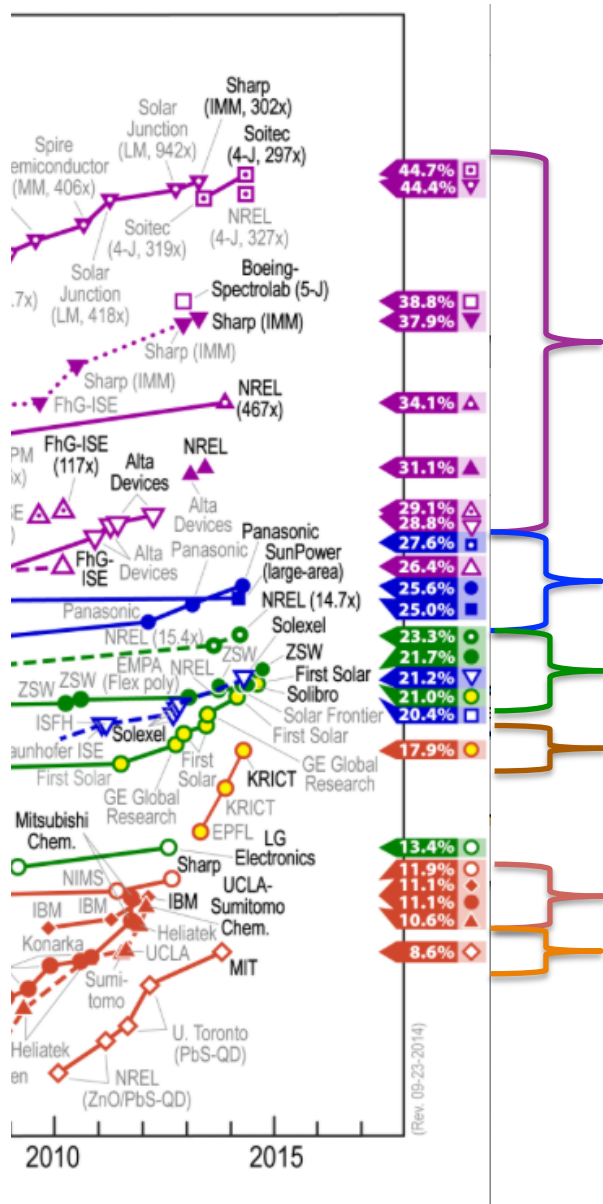 Sharp
(IMM, 302x)
Solar
Junction
(LM, 942x)
Soitec
(4-J, 297x)
Spire
emiconductor
(MM, 406x)
44.7%
44.4%
Soitec
(4-J, 319x)
NREL
(4-J, 327x)
Solar
Junction
(LM, 418x)
.7x)
Boeing-
Spectrolab (5-J)
38.8%
37.9%
Sharp (IMM)
Sharp (IMM)
Sharp (IMM)
FhG-ISE
NREL
(467x)
34.1%
FhG-ISE
(117x)
NREL
Alta
Devices
31.1%
PM
Alta
Devices
29.1%
28.8%
SE
27.6%
Alta
Devices
Panasonic
Panasonic
SunPower
(large-area)
FhG-
ISE
26.4%
25.6%
25.0%
Panasonic
NREL (14.7x)
NREL (15.4x)
Solexel
23.3%
EMPA
(Flex poly)
NREL
ZSW
ZSW
21.7%
ZSW
ZSW
First Solar
21.2%
Solibro
21.0%
ISFH
Solexel
Solar Frontier
20.4%
aunhofer ISE
First Solar
First Solar
First
Solar
GE Global
Research
17.9%
GE Global
Research
KRICT
KRICT
EPFL
Mitsubishi
Chem.
LG
Electronics
13.4%
NIMS
Sharp
11.9%
11.1%
11.1%
10.6%
UCLA-
Sumitomo
Chem.
IBM
IBM
IBM
Konarka
Heliatek
UCLA
Sumi-
tomo
MIT
8.6%
Heliatek
U. Toronto
(PbS-QD)
en
NREL
(ZnO/PbS-QD)
(Rev. 09-23-2014)
2010
2015